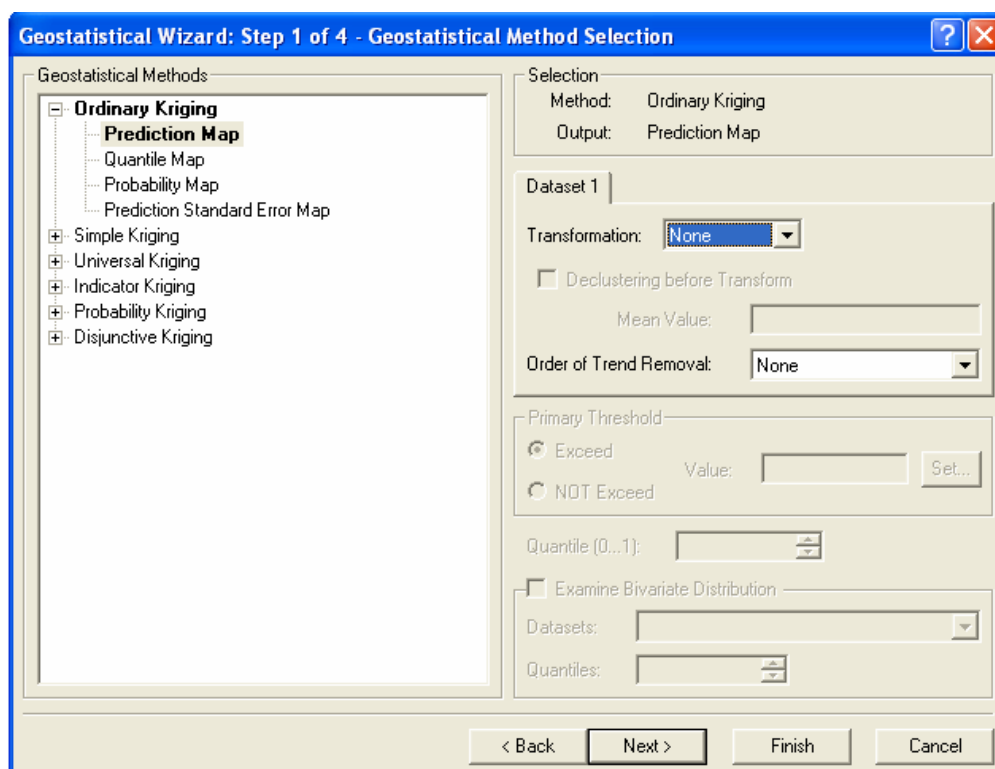 Geostatistical Wizard: Step 1 of 4 - Geostatistical Method Selection
Geostatistical Methods
Ordinary Kriging
Prediction Map
Quantile Map
Probability Map
Prediction Standard Error Map
Simple Kriging
Universal Kriging
Indicator Kriging
Probability Kriging
Disjunctive Kriging
Selection
Method: Ordinary Kriging
Output: Prediction Map
Dataset 1
Transformation: None
Declustering before Transform
Mean Value:
Order of Trend Removal: None
Primary Threshold
Exceed
Value: Set...
NOT Exceed
Quantile (0...1):
Examine Bivariate Distribution
Datasets:
Quantiles:
< Back Next > Finish Cancel